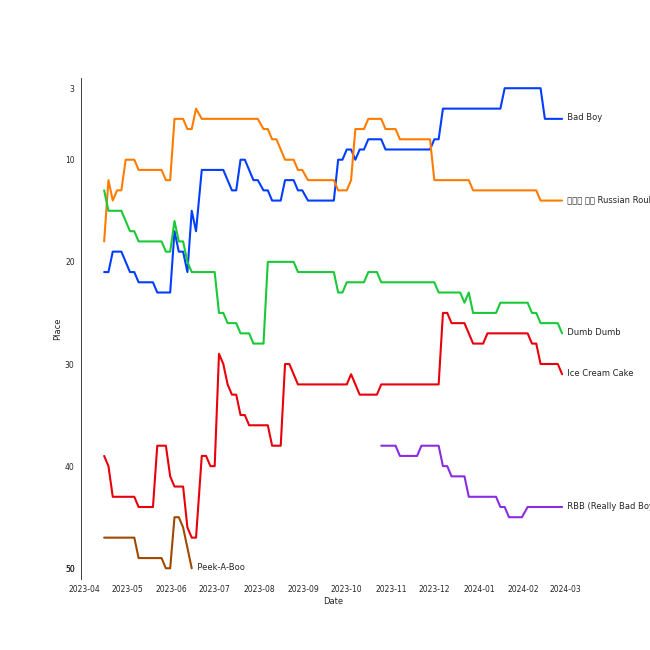 3
Bad Boy
10
Russian Roul
20
Place
Dumb Dumb
30
Ice Cream Cake
40
RBB (Really Bad Boy
50
Peek-A-Boo
2023-04 2023-05 2023-06 2023-07 2023-08 2023-09 2023-10 2023-11 2023-12 2024-01 2024-02 2024-03
Date